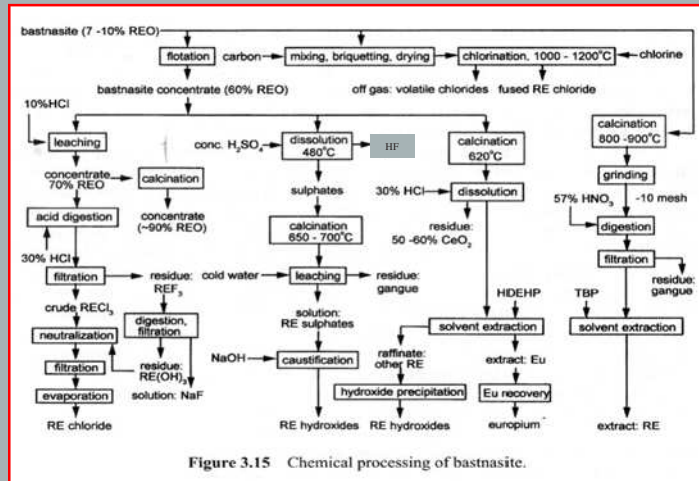 bastnasite (7 -10% REO)
flotation
carbon
mixing, briquetting, drying
chlorination, 1000 - 1200°C
chlorine
bastnasite concentrate (60% REO)
off gas: volatile chlorides
fused RE chloride
10%HCl
leaching
concentrate
70% REO
calcination
concentrate
(~90% REO)
acid digestion
30% HCl
filtration
residue:
REF3
crude RECl3
digestion,
filtration
neutralization
residue:
RE(OH)3
filtration
solution: NaF
evaporation
RE chloride
conc. H2SO4
dissolution
480°C
HF
sulphates
calcination
650 - 700°C
cold water
leaching
residue:
gangue
solution:
RE sulphates
NaOH
caustification
RE hydroxides
calcination
620°C
30% HCl
dissolution
residue:
50 -60% CeO2
HDEHP
solvent extraction
raffinate:
other RE
extract: Eu
hydroxide precipitation
Eu recovery
RE hydroxides
europium
calcination
800 -900°C
grinding
57% HNO3
-10 mesh
digestion
filtration
residue:
gangue
TBP
solvent extraction
extract: RE
Figure 3.15 Chemical processing of bastnasite.